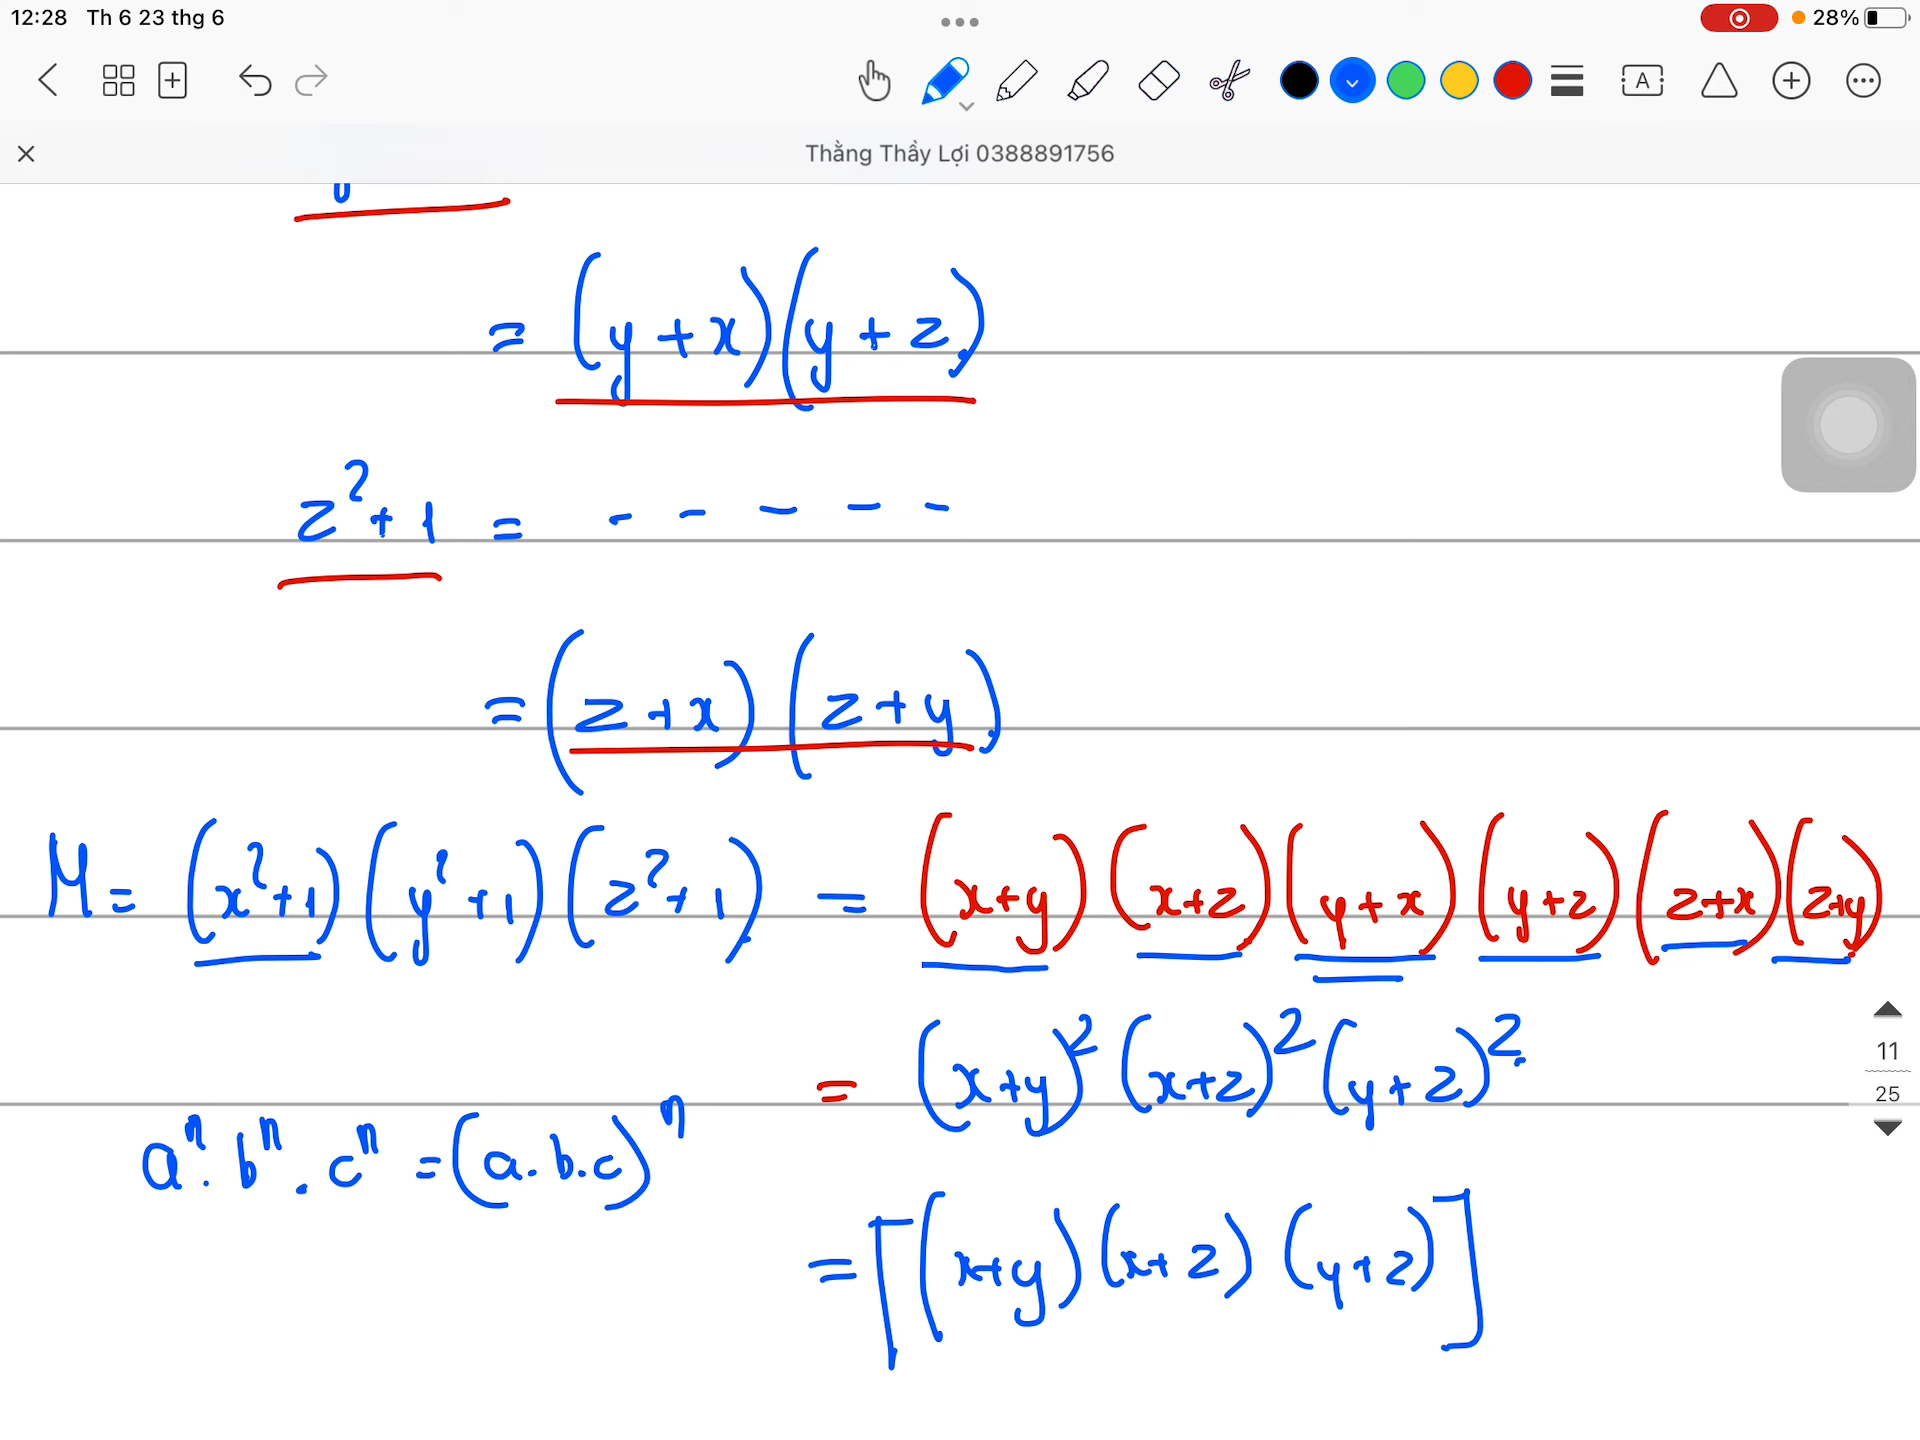 12:28 Th 6 23 thg 6
28%
A
Thằng Thầy Lợi 0388891756
= (y+x)(y+z)
z²+1 = - - - - -
= (z+x)(z+y)
M = (x²+1)(y²+1)(z²+1) = (x+y)(x+z)(y+x)(y+z)(z+x)(z+y)
= (x+y)²(x+z)²(y+z)²
11
25
aⁿ.bⁿ.cⁿ = (a.b.c)ⁿ
= [(x+y)(x+z)(y+z)]